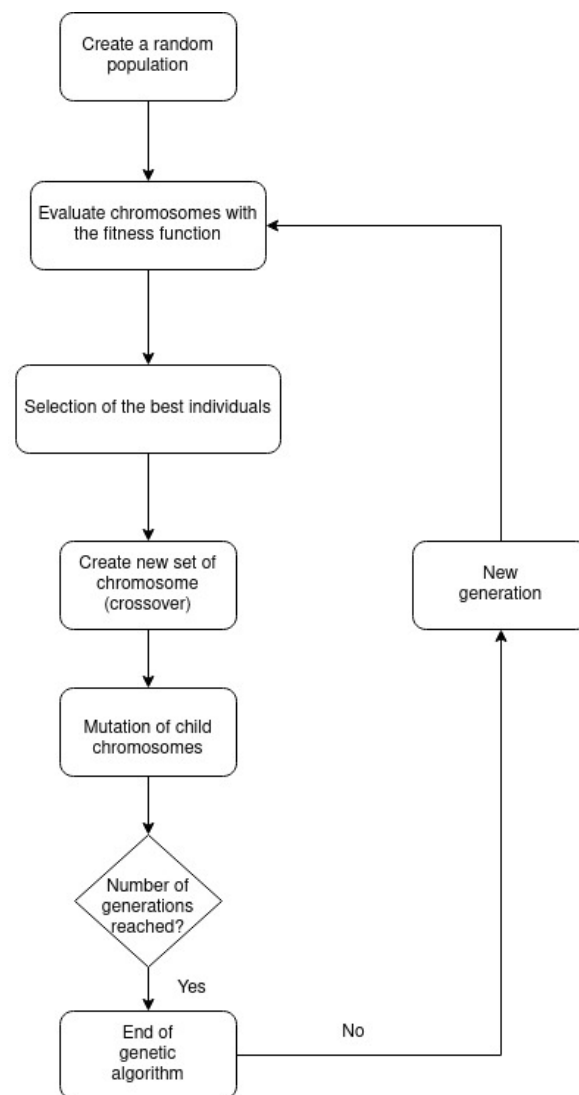 Create a random
population
Evaluate chromosomes with
the fitness function
Selection of the best individuals
Create new set of
chromosome
(crossover)
New
generation
Mutation of child
chromosomes
Number of
generations
reached?
Yes
End of
genetic
algorithm
No